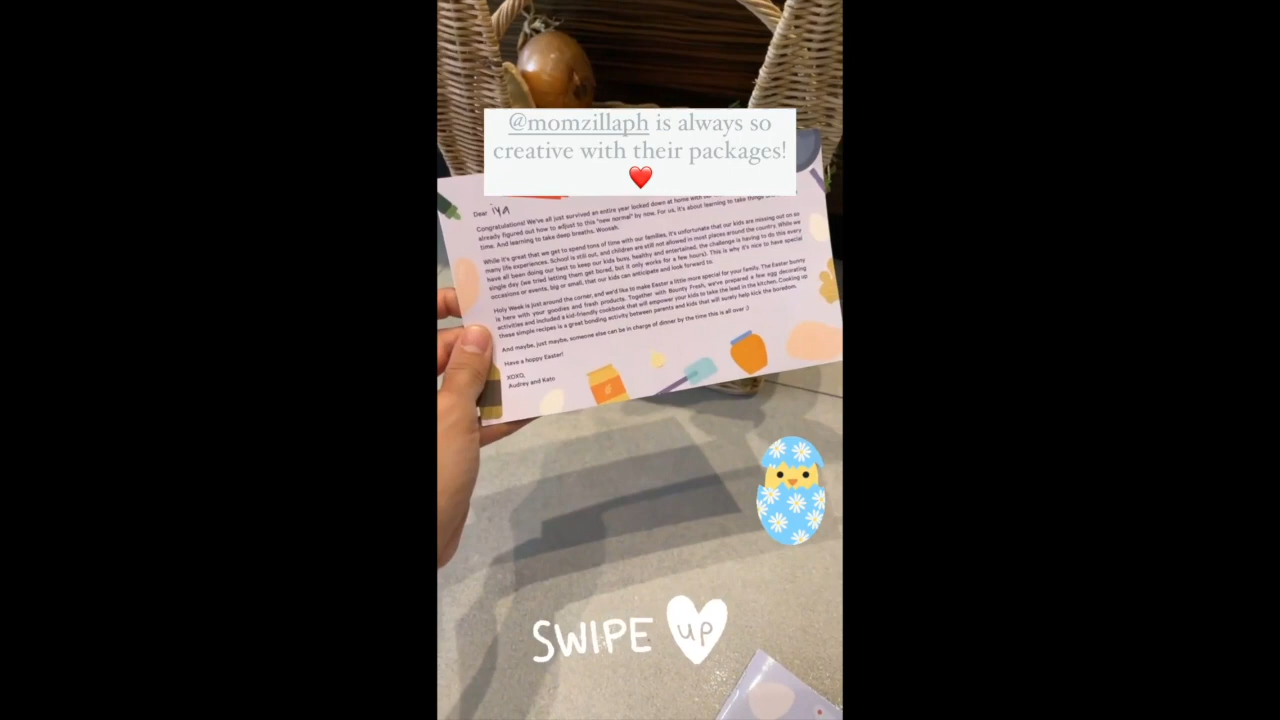 @momzillaph is always so
creative with their packages!
Dear iya
Congratulations! We've all just survived an entire year locked down at home with our
already figured out how to adjust to this "new normal" by now. For us, it's about learning to take things
time. And learning to take deep breaths. Woosah.
While it's great that we get to spend tons of time with our families, it's unfortunate that our kids are missing out on so
many life experiences. School is still out, and children are still not allowed in most places around the country. While we
have all been doing our best to keep our kids busy, healthy and entertained, the challenge is having to do this every
single day (we tried letting them get bored, but it only works for a few hours). This is why it's nice to have special
occasions or events, big or small, that our kids can anticipate and look forward to.
Holy Week is just around the corner, and we'd like to make Easter a little more special for your family. The Easter bunny
is here with your goodies and fresh products. Together with Bounty Fresh, we've prepared a few egg decorating
activities and included a kid-friendly cookbook that will empower your kids to take the lead in the kitchen. Cooking up
these simple recipes is a great bonding activity between parents and kids that will surely help kick the boredom.
And maybe, just maybe, someone else can be in charge of dinner by the time this is all over :)
Have a hoppy Easter!
XOXO,
Audrey and Kate
SWIPE up